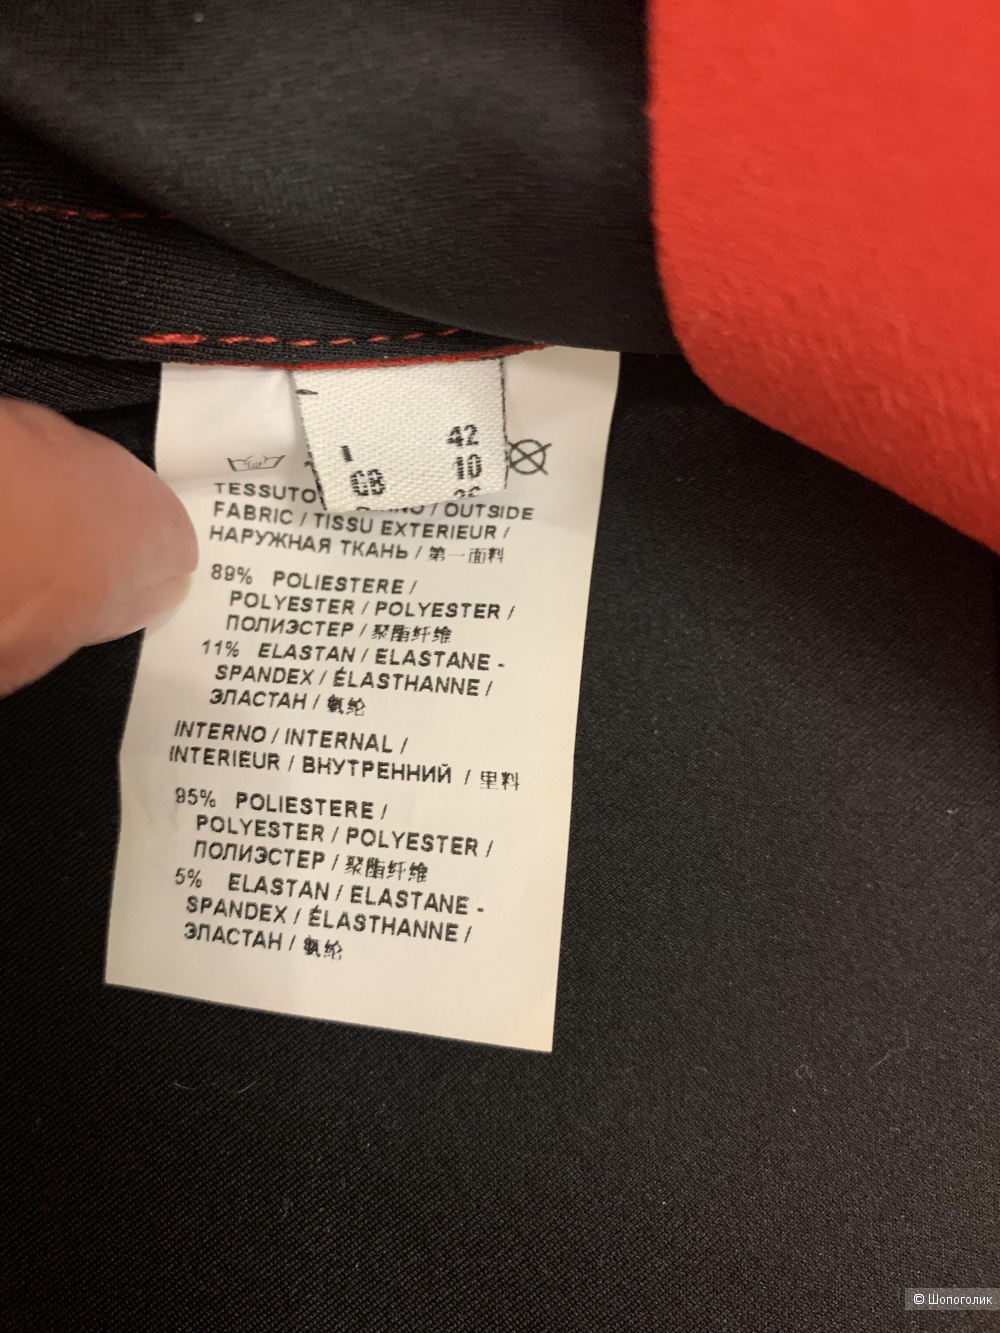 I 42
GB 10
TESSUTO
/ OUTSIDE
FABRIC / TISSU EXTERIEUR /
НАРУЖНАЯ ТКАНЬ / 第一面料
89% POLIESTERE /
POLYESTER / POLYESTER /
ПОЛИЭСТЕР / 聚酯纤维
11% ELASTAN / ELASTANE -
SPANDEX / ÉLASTHANNE /
ЭЛАСТАН / 氨纶
INTERNO / INTERNAL /
INTERIEUR / ВНУТРЕННИЙ / 里料
95% POLIESTERE /
POLYESTER / POLYESTER /
ПОЛИЭСТЕР / 聚酯纤维
5% ELASTAN / ELASTANE -
SPANDEX / ÉLASTHANNE /
ЭЛАСТАН / 氨纶
© Шопоголик